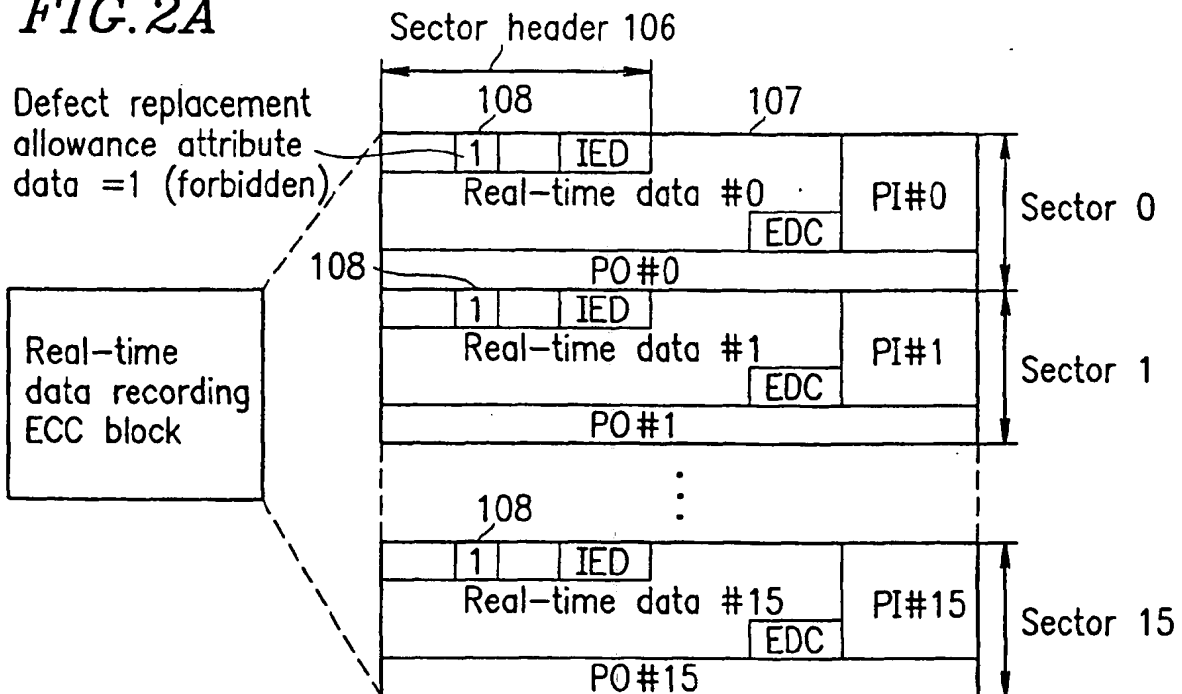 FIG. 2A
Sector header 106
Defect replacement
allowance attribute
data =1 (forbidden)
108
107
1
IED
Real-time data #0
EDC
PI#0
Sector 0
PO#0
108
1
IED
Real-time data #1
EDC
PI#1
Sector 1
PO#1
Real-time
data recording
ECC block
108
1
IED
Real-time data #15
EDC
PI#15
Sector 15
PO#15